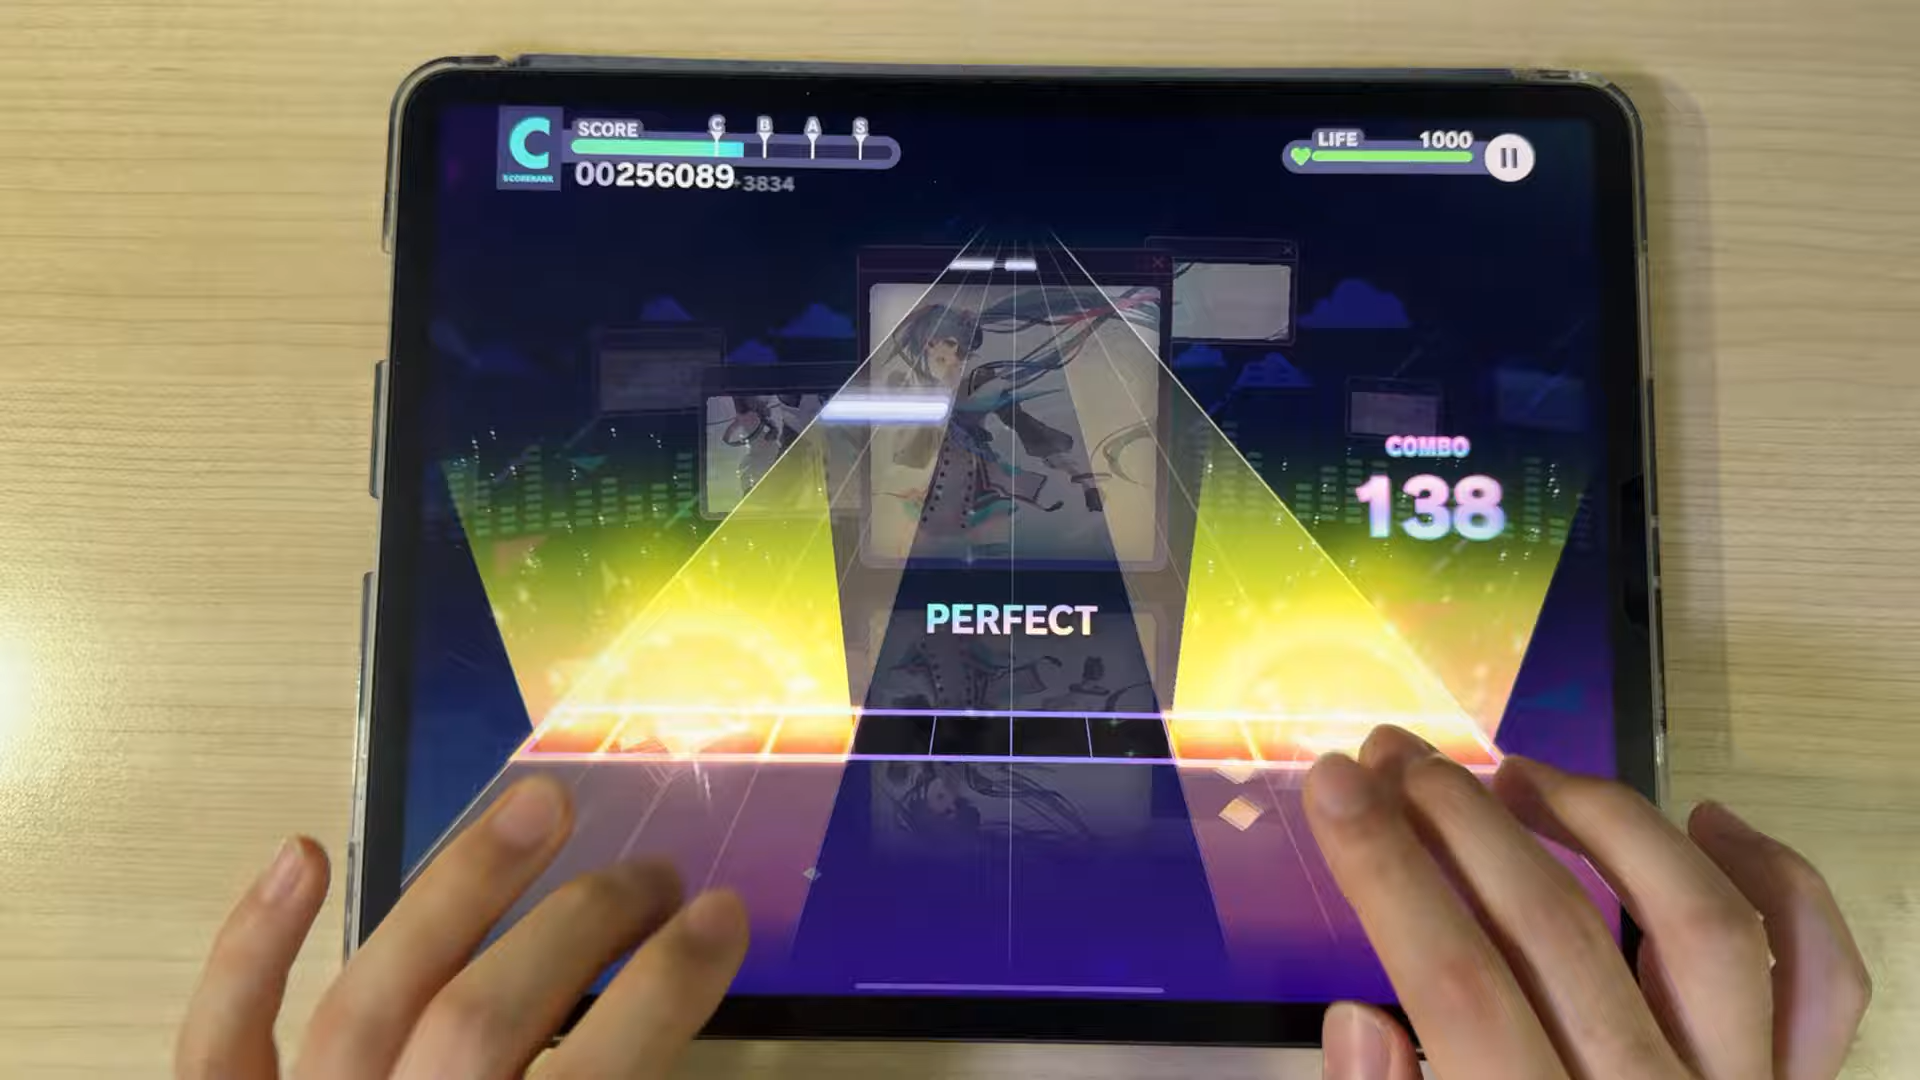 C
SCORERANK
SCORE
C B A S
00256089 +3834
LIFE 1000
COMBO
138
PERFECT